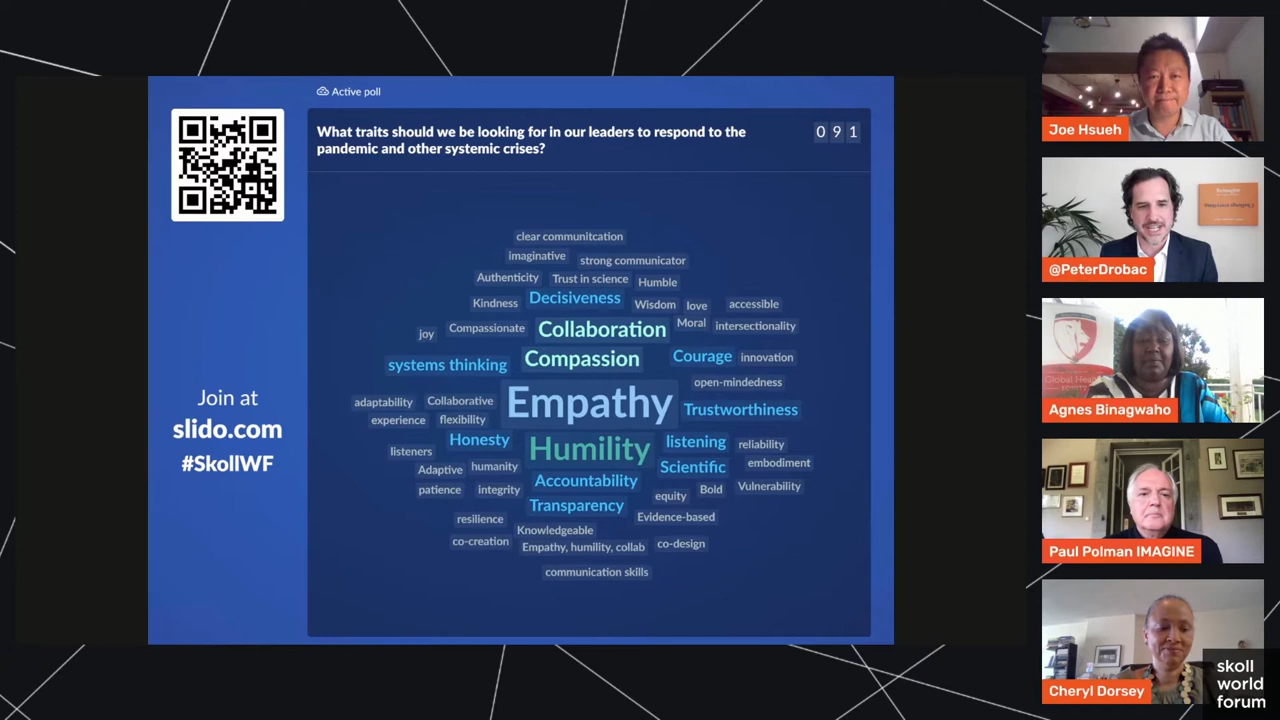 Active poll
What traits should we be looking for in our leaders to respond to the
pandemic and other systemic crises?
0 9 1
Join at
slido.com
#SkollWF
clear communitcation
imaginative
strong communicator
Authenticity
Trust in science
Humble
Kindness
Decisiveness
Wisdom
love
accessible
joy
Compassionate
Collaboration
Moral
intersectionality
systems thinking
Compassion
Courage
innovation
open-mindedness
adaptability
Collaborative
Empathy
Trustworthiness
experience
flexibility
Honesty
Humility
listening
reliability
listeners
Adaptive
humanity
Scientific
embodiment
patience
integrity
Accountability
equity
Bold
Vulnerability
Transparency
resilience
Knowledgeable
Evidence-based
co-creation
Empathy, humility, collab
co-design
communication skills
Joe Hsueh
@PeterDrobac
Agnes Binagwaho
Paul Polman IMAGINE
Cheryl Dorsey
skoll
world
forum